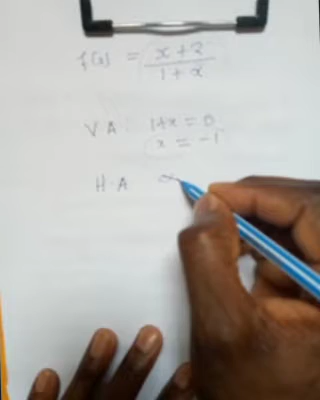 f(x) = x+2 / 1+x
VA: 1+x = 0
x = -1
H.A